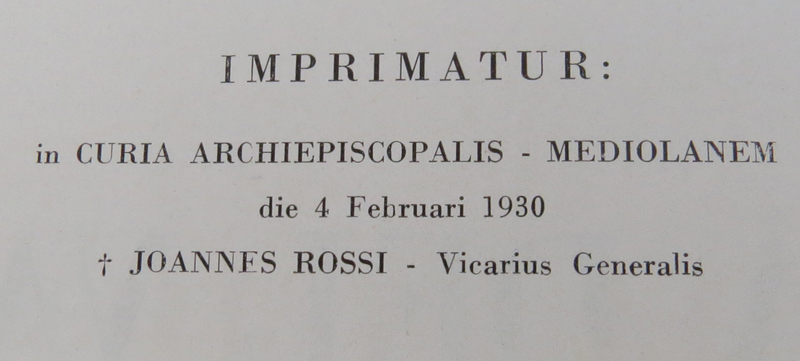 IMPRIMATUR:
in CURIA ARCHIEPISCOPALIS - MEDIOLANEM
die 4 Februari 1930
† JOANNES ROSSI - Vicarius Generalis